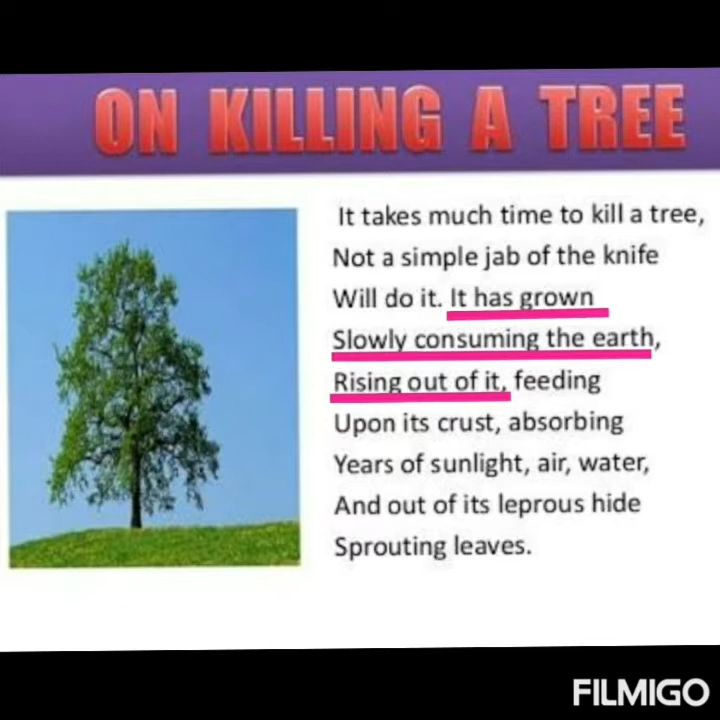 ON KILLING A TREE
It takes much time to kill a tree,
Not a simple jab of the knife
Will do it. It has grown
Slowly consuming the earth,
Rising out of it, feeding
Upon its crust, absorbing
Years of sunlight, air, water,
And out of its leprous hide
Sprouting leaves.
FILMIGO